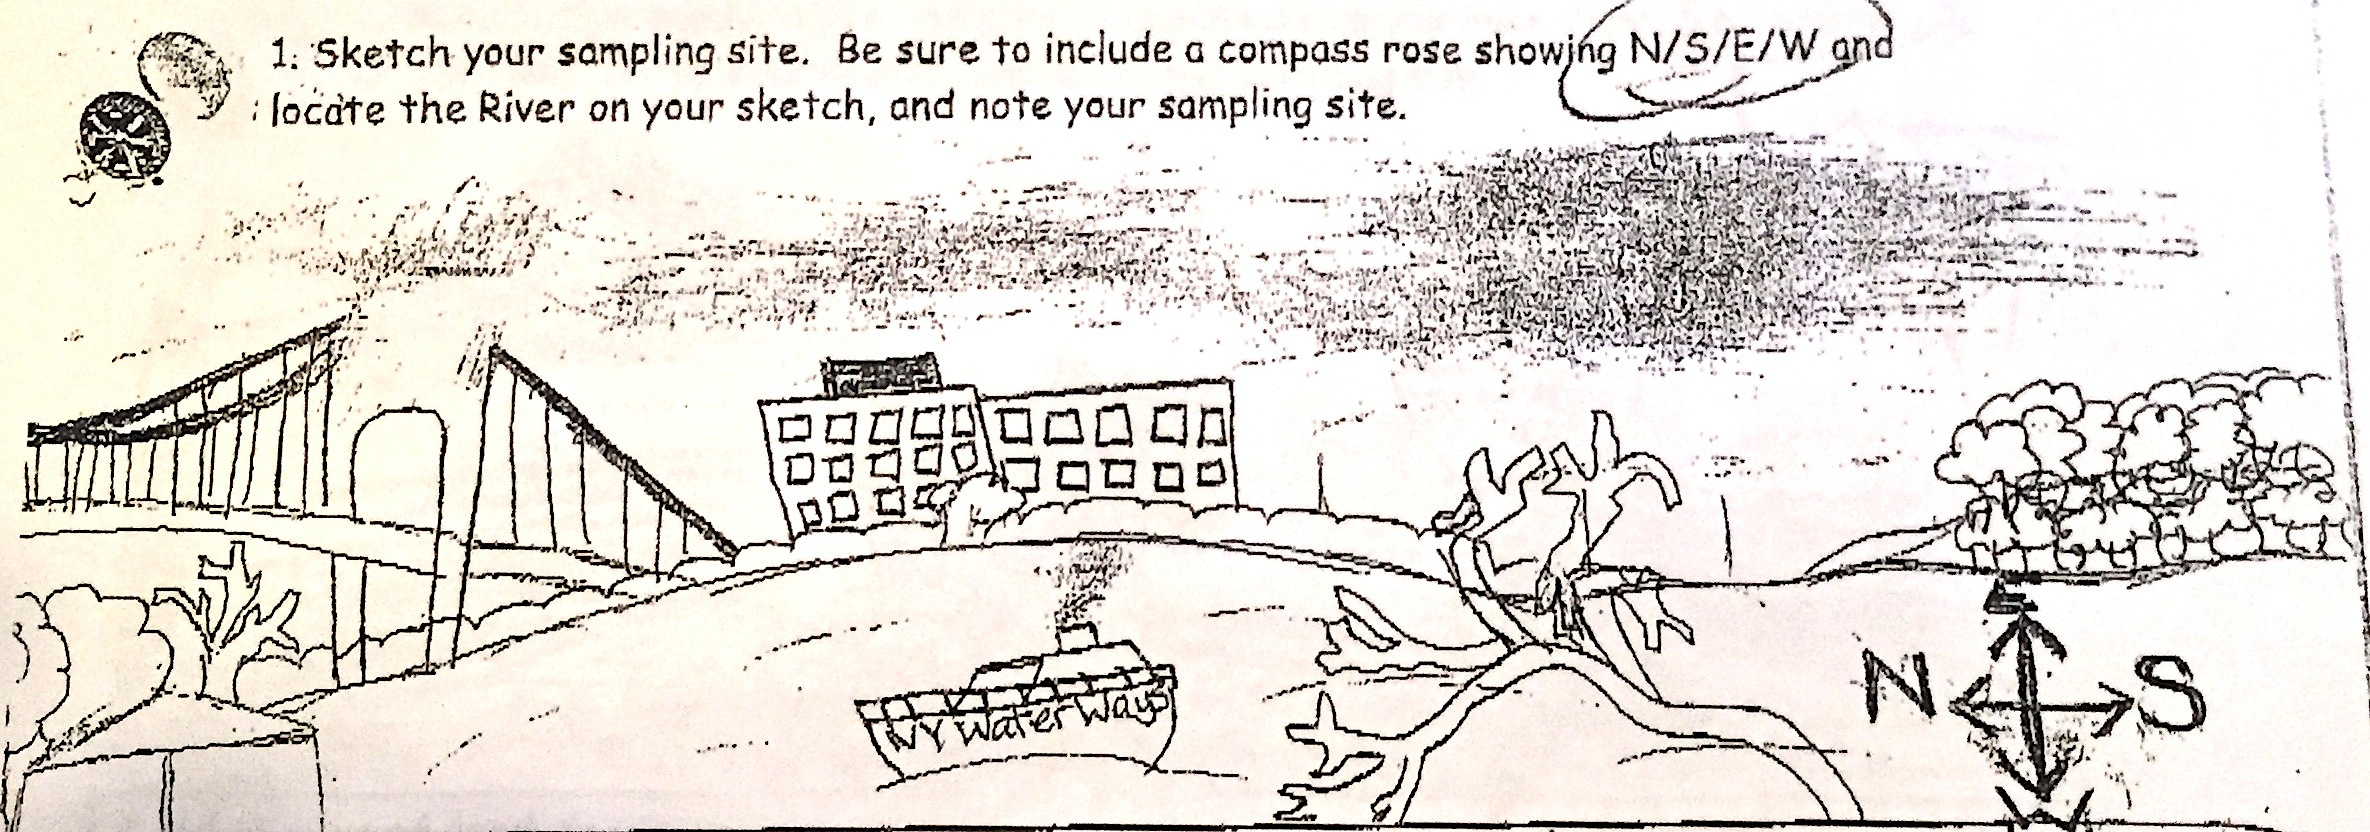 1. Sketch your sampling site. Be sure to include a compass rose showing N/S/E/W and
locate the River on your sketch, and note your sampling site.
NY Water Ways
E
N S
W